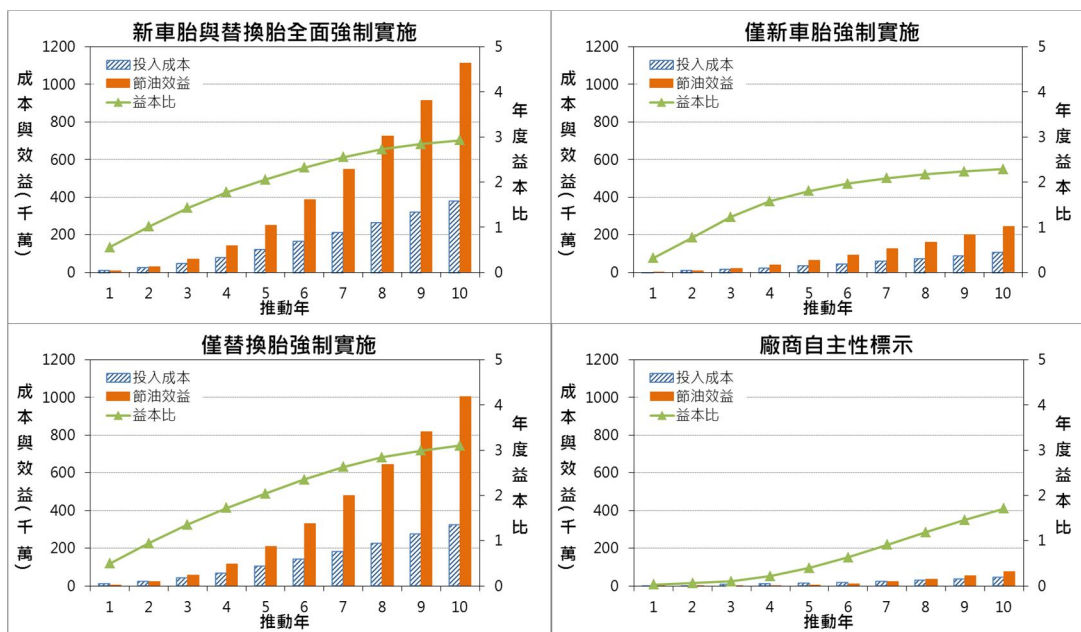 新車胎與替換胎全面強制實施
成本與效益(千萬)
年度益本比
1200
1000
800
600
400
200
0
5
4
3
2
1
0
投入成本
節油效益
益本比
1 2 3 4 5 6 7 8 9 10
推動年
僅新車胎強制實施
成本與效益(千萬)
年度益本比
1200
1000
800
600
400
200
0
5
4
3
2
1
0
投入成本
節油效益
益本比
1 2 3 4 5 6 7 8 9 10
推動年
僅替換胎強制實施
成本與效益(千萬)
年度益本比
1200
1000
800
600
400
200
0
5
4
3
2
1
0
投入成本
節油效益
益本比
1 2 3 4 5 6 7 8 9 10
推動年
廠商自主性標示
成本與效益(千萬)
年度益本比
1200
1000
800
600
400
200
0
5
4
3
2
1
0
投入成本
節油效益
益本比
1 2 3 4 5 6 7 8 9 10
推動年